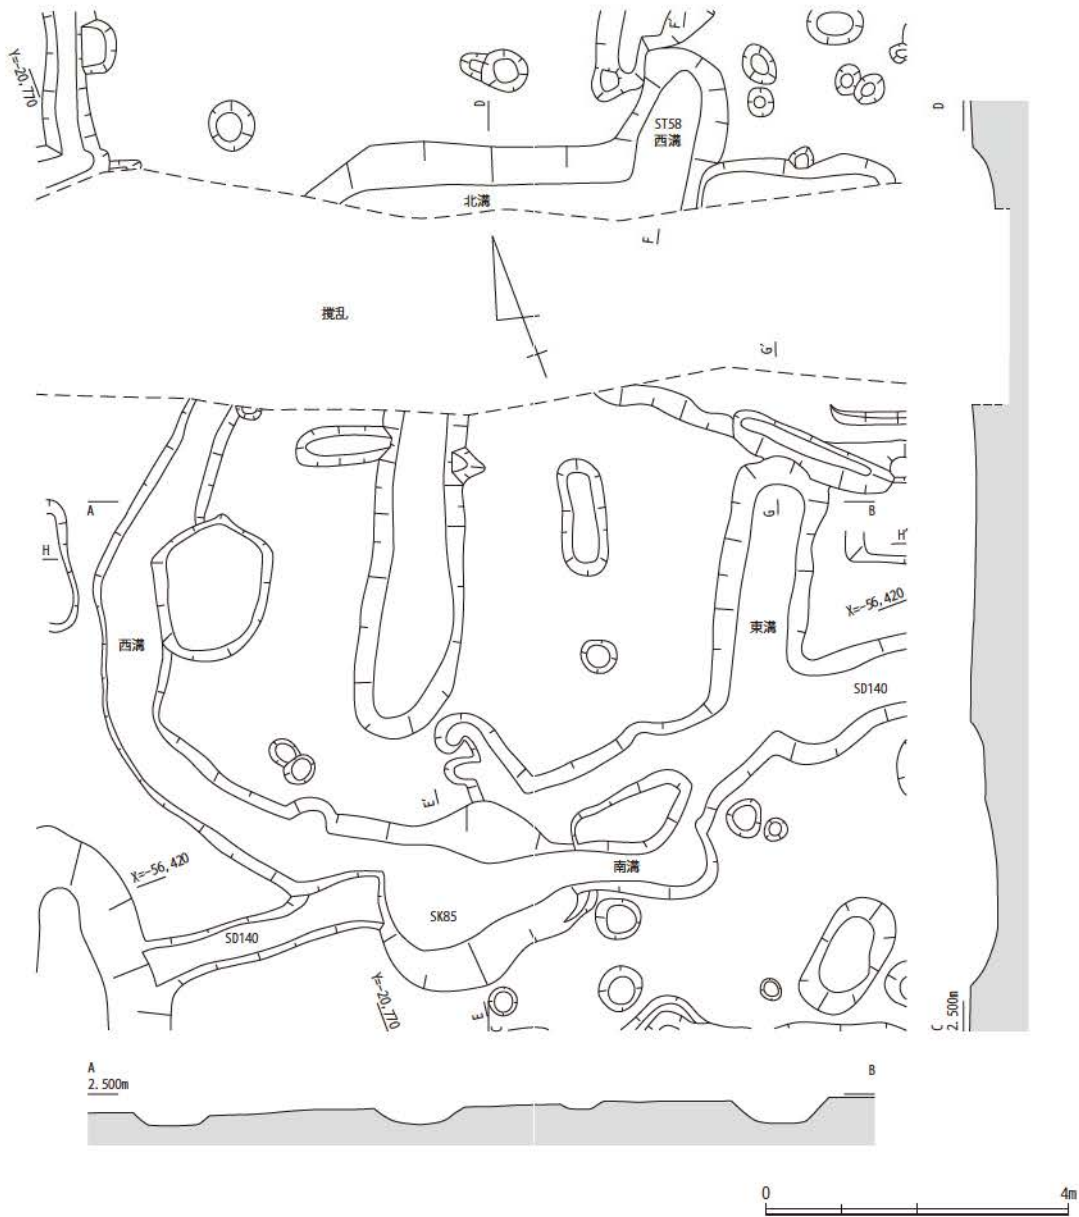 Y=-20,770
F'
D
D
ST58
西溝
北溝
F
攪乱
G'
A
G
B
H
H'
X=-56,420
西溝
東溝
SD140
E'
X=-56,420
南溝
SK85
SD140
Y=-20,770
E
C
C
2.500m
A
2.500m
B
0
4m